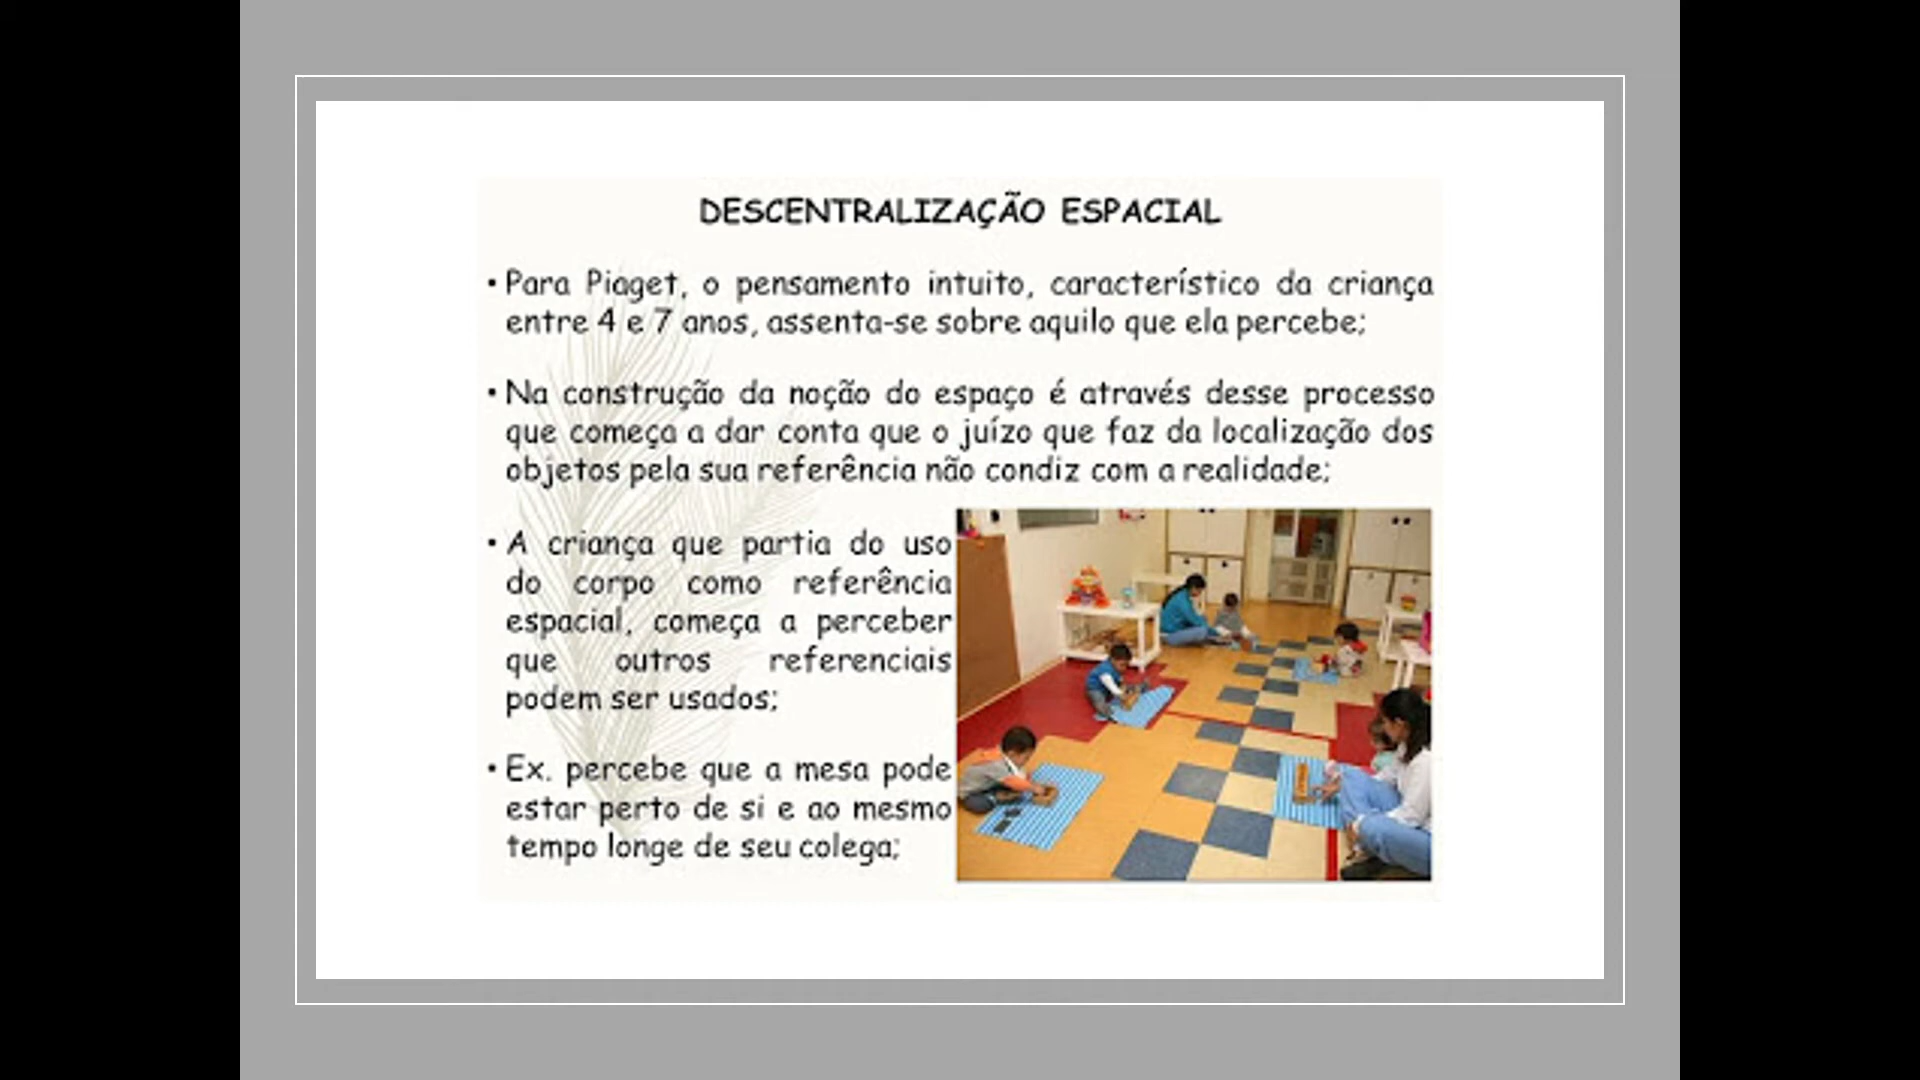 DESCENTRALIZAÇÃO ESPACIAL
• Para Piaget, o pensamento intuito, característico da criança
entre 4 e 7 anos, assenta-se sobre aquilo que ela percebe;
• Na construção da noção do espaço é através desse processo
que começa a dar conta que o juízo que faz da localização dos
objetos pela sua referência não condiz com a realidade;
• A criança que partia do uso
do corpo como referência
espacial, começa a perceber
que outros referenciais
podem ser usados;
• Ex. percebe que a mesa pode
estar perto de si e ao mesmo
tempo longe de seu colega;